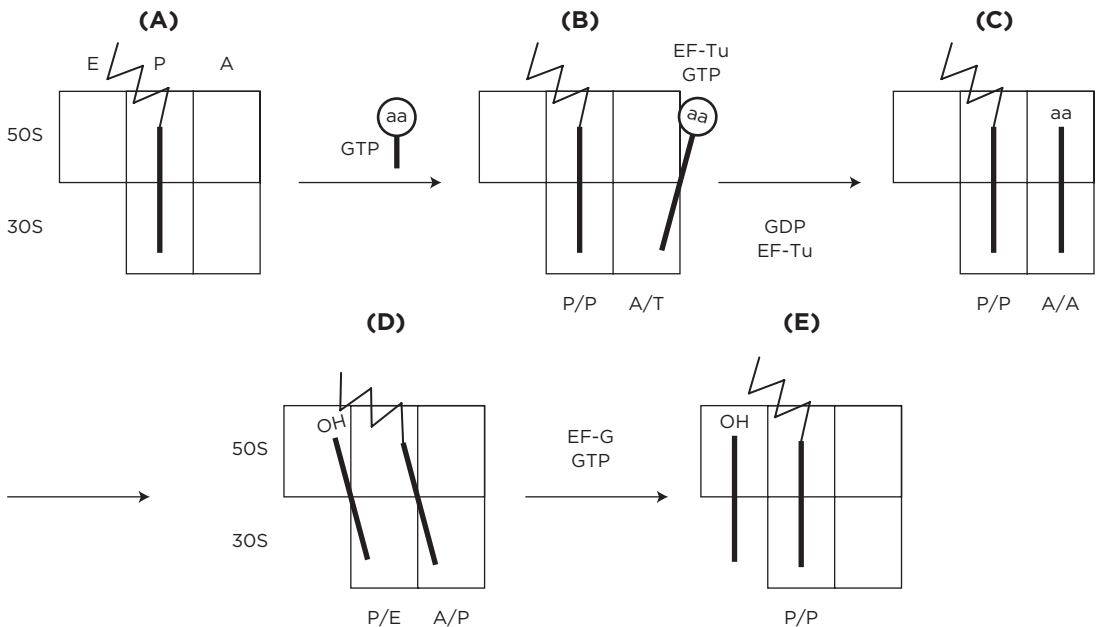 (A)
E P A
50S
30S
aa
GTP
(B)
EF-Tu
GTP
aa
P/P A/T
GDP
EF-Tu
(C)
aa
P/P A/A
(D)
OH
50S
30S
P/E A/P
EF-G
GTP
(E)
OH
P/P